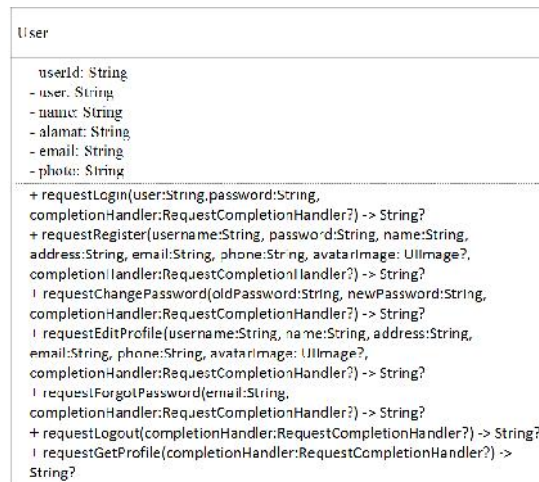 User
userId: String
- user: String
- name: String
- alamat: String
- email: String
- photo: String
+ requestLogin(user:String,password:String,
completionHandler:RequestCompletionHandler?) -> String?
+ requestRegister(username:String, password:String, name:String,
address:String, email:String, phone:String, avatarImage: UIImage?,
completionHandler:RequestCompletionHandler?) -> String?
+ requestChangePassword(oldPassword:String, newPassword:String,
completionHandler:RequestCompletionHandler?) -> String?
+ requestEditProfile(username:String, name:String, address:String,
email:String, phone:String, avatarImage: UIImage?,
completionHandler:RequestCompletionHandler?) -> String?
+ requestForgotPassword(email:String,
completionHandler:RequestCompletionHandler?) -> String?
+ requestLogout(completionHandler:RequestCompletionHandler?) -> String?
+ requestGetProfile(completionHandler:RequestCompletionHandler?) ->
String?